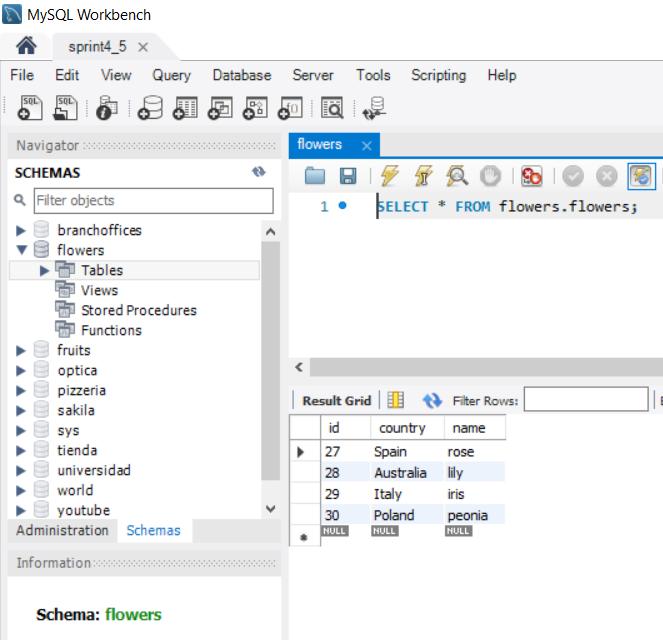 MySQL Workbench
sprint4_5
File Edit View Query Database Server Tools Scripting Help
SQL SQL
Navigator
SCHEMAS
Filter objects
branchoffices
flowers
Tables
Views
Stored Procedures
Functions
fruits
optica
pizzeria
sakila
sys
tienda
universidad
world
youtube
Administration Schemas
Information
Schema: flowers
flowers
1 SELECT * FROM flowers.flowers;
Result Grid Filter Rows:
id country name
27 Spain rose
28 Australia lily
29 Italy iris
30 Poland peonia
NULL NULL NULL